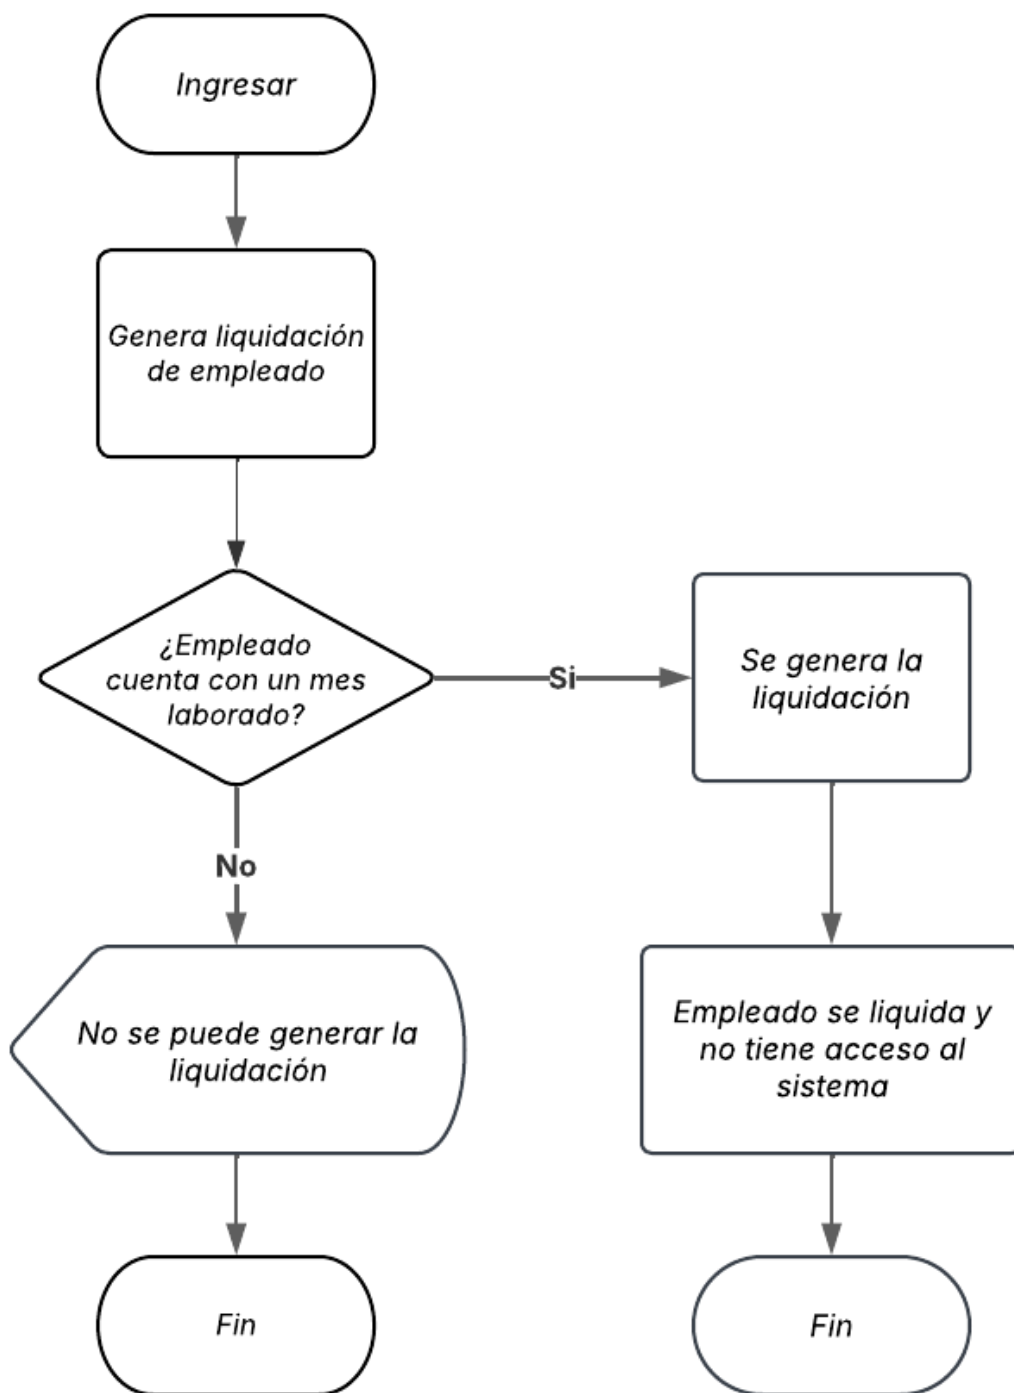 Ingresar
Genera liquidación
de empleado
¿Empleado
cuenta con un mes
laborado?
Si
Se genera la
liquidación
No
No se puede generar la
liquidación
Empleado se liquida y
no tiene acceso al
sistema
Fin
Fin